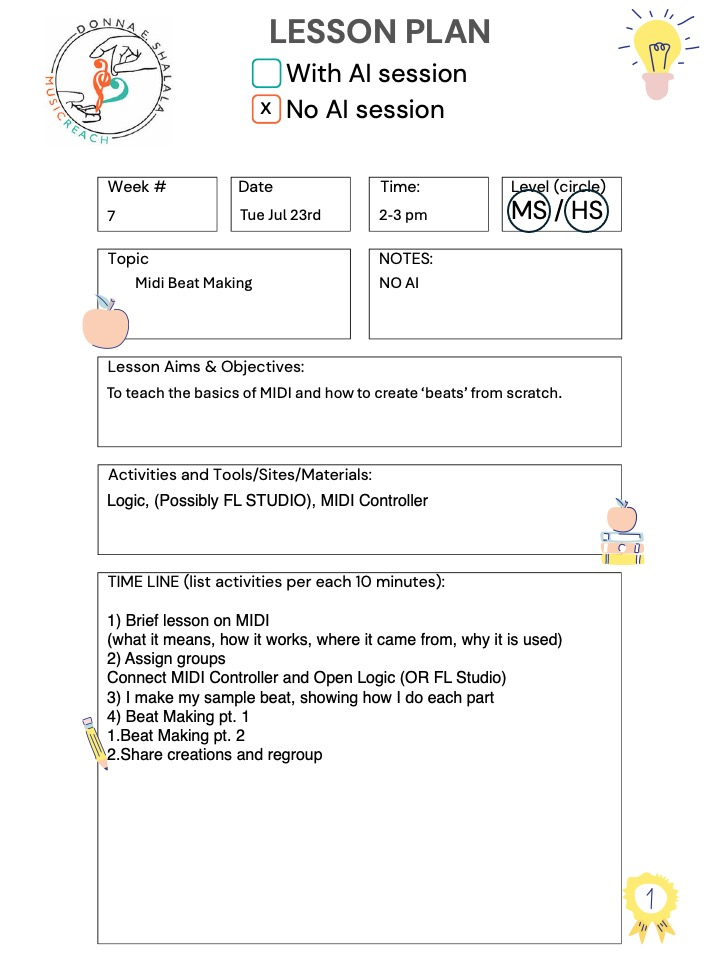 DONNA E. SHALALA
MUSICREACH
LESSON PLAN
With AI session
x No AI session
Week #
7
Date
Tue Jul 23rd
Time:
2-3 pm
Level (circle)
MS / HS
Topic
Midi Beat Making
NOTES:
NO AI
Lesson Aims & Objectives:
To teach the basics of MIDI and how to create ‘beats’ from scratch.
Activities and Tools/Sites/Materials:
Logic, (Possibly FL STUDIO), MIDI Controller
TIME LINE (list activities per each 10 minutes):
1) Brief lesson on MIDI
(what it means, how it works, where it came from, why it is used)
2) Assign groups
Connect MIDI Controller and Open Logic (OR FL Studio)
3) I make my sample beat, showing how I do each part
4) Beat Making pt. 1
1.Beat Making pt. 2
2.Share creations and regroup
1